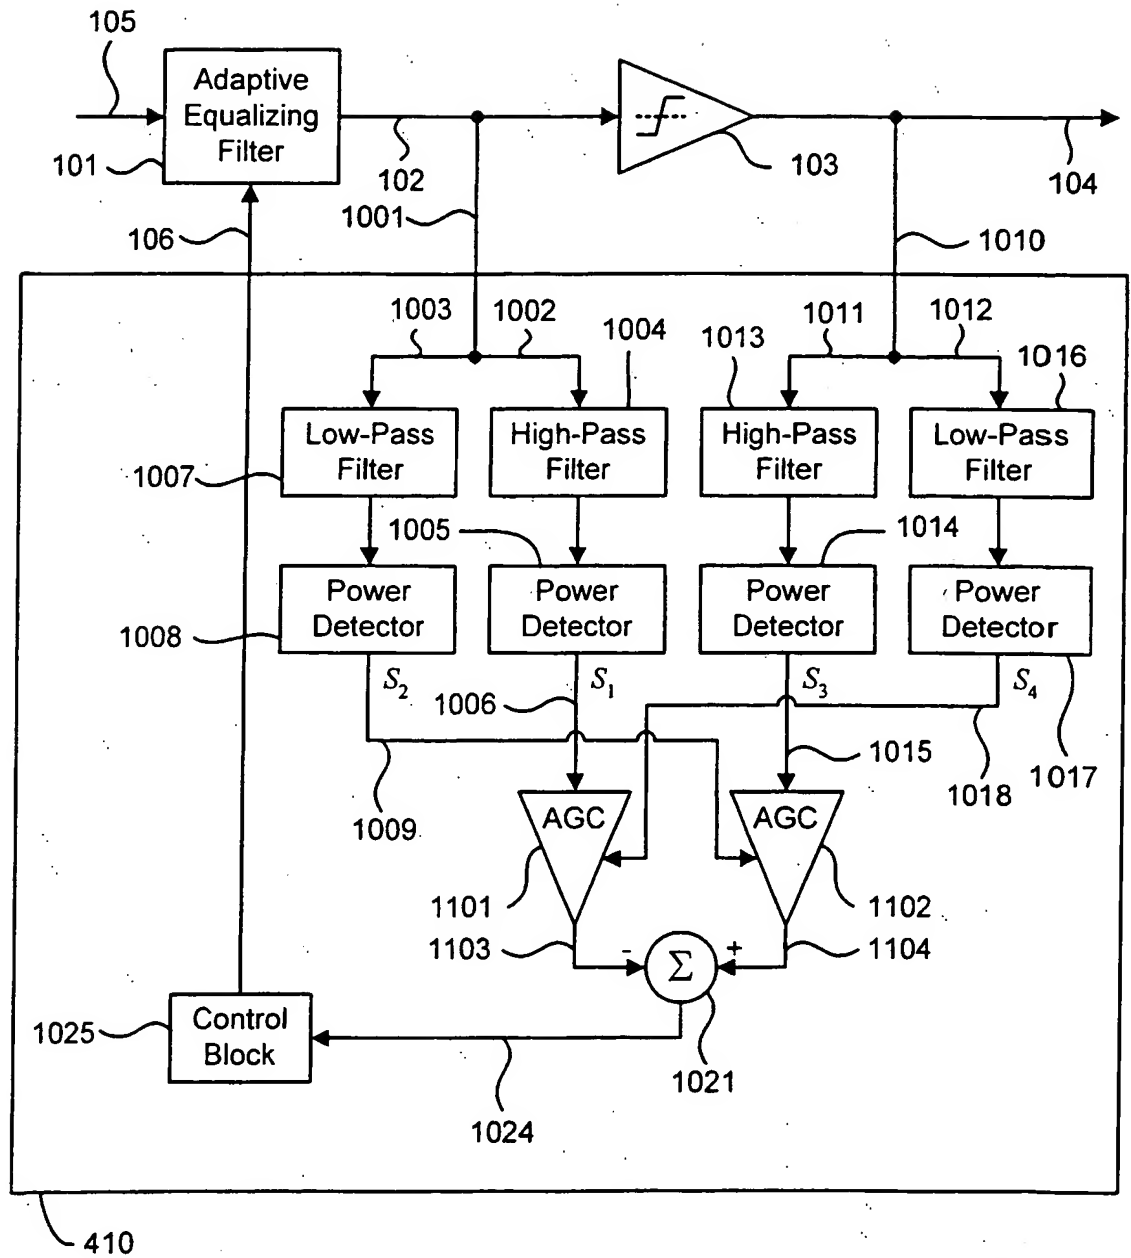 105
Adaptive
Equalizing
Filter
101
102
103
104
1001
106
1010
1003
1002
1004
1013
1011
1012
1016
Low-Pass
Filter
High-Pass
Filter
High-Pass
Filter
Low-Pass
Filter
1007
1005
1014
Power
Detector
Power
Detector
Power
Detector
Power
Detector
1008
S2
S1
S3
S4
1006
1015
1018
1017
1009
AGC
AGC
1101
1102
1103
-
+
1104
Σ
1025
Control
Block
1021
1024
410